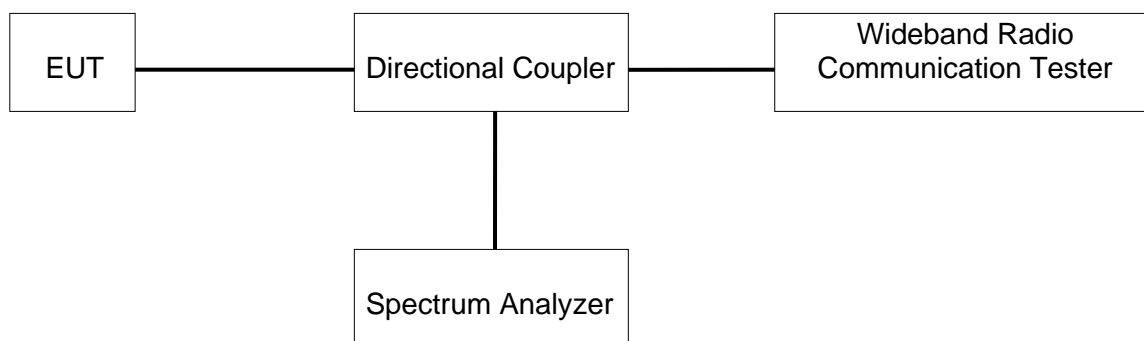 EUT
Directional Coupler
Wideband Radio
Communication Tester
Spectrum Analyzer